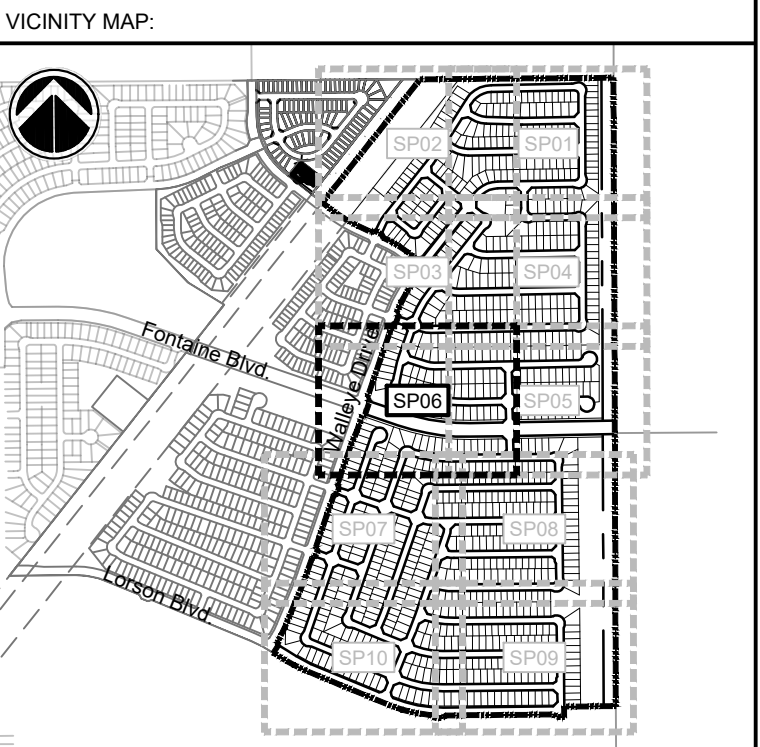 VICINITY MAP:
SP02
SP01
SP03
SP04
Fontaine Blvd.
Walleye Drive
SP06
SP05
SP07
SP08
Lorson Blvd.
SP10
SP09